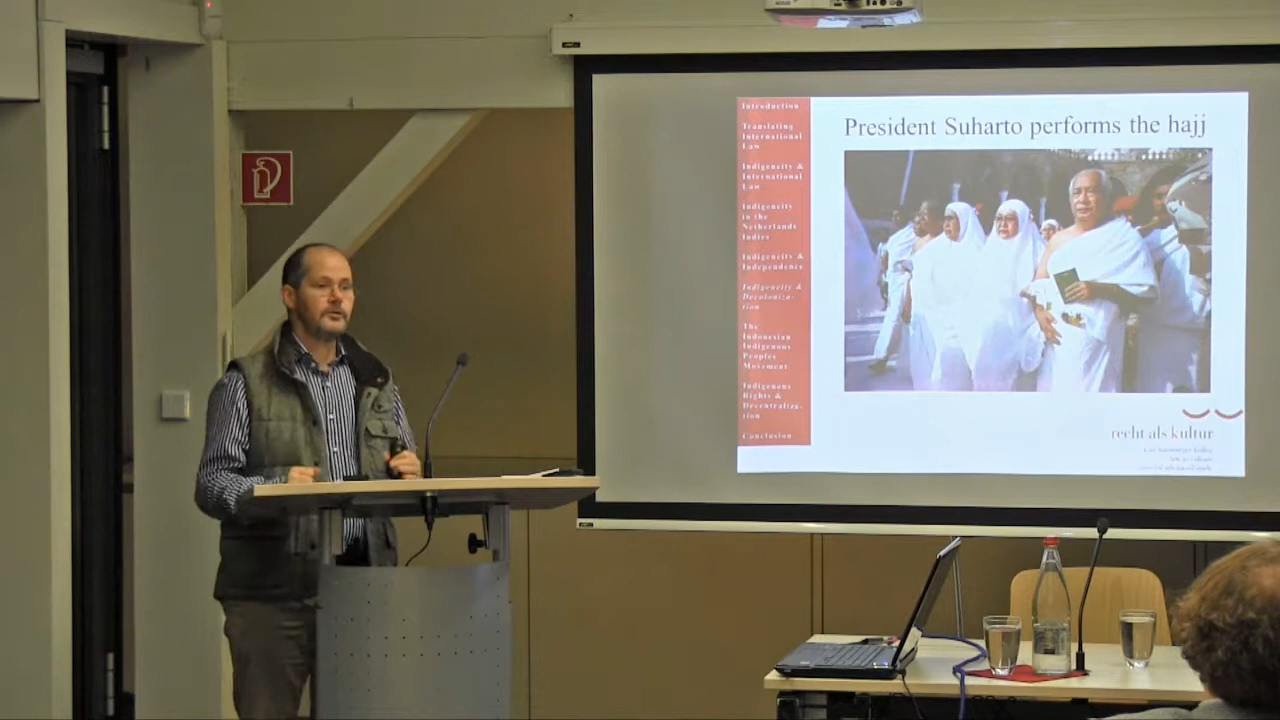 Introduction
Translating
International
Law
Indigeneity &
International
Law
Indigeneity
in the
Netherlands
Indies
Indigeneity &
Independence
Indigeneity &
Decoloniza-
tion
The
Indonesian
Indigenous
Peoples
Movement
Indigenous
Rights &
Decentraliza-
tion
Conclusion
President Suharto performs the hajj
recht als kultur